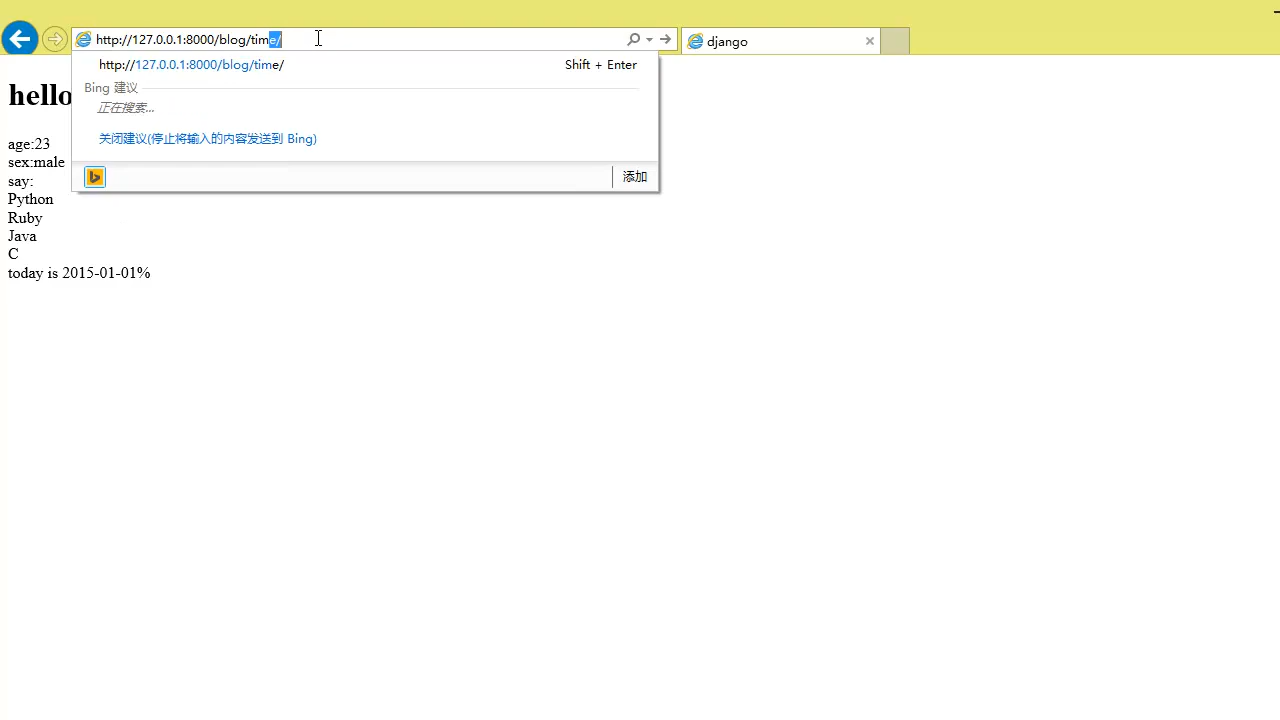 http://127.0.0.1:8000/blog/time/
django
http://127.0.0.1:8000/blog/time/ Shift + Enter
Bing 建议
正在搜索...
关闭建议(停止将输入的内容发送到 Bing)
添加
hello
age:23
sex:male
say:
Python
Ruby
Java
C
today is 2015-01-01%